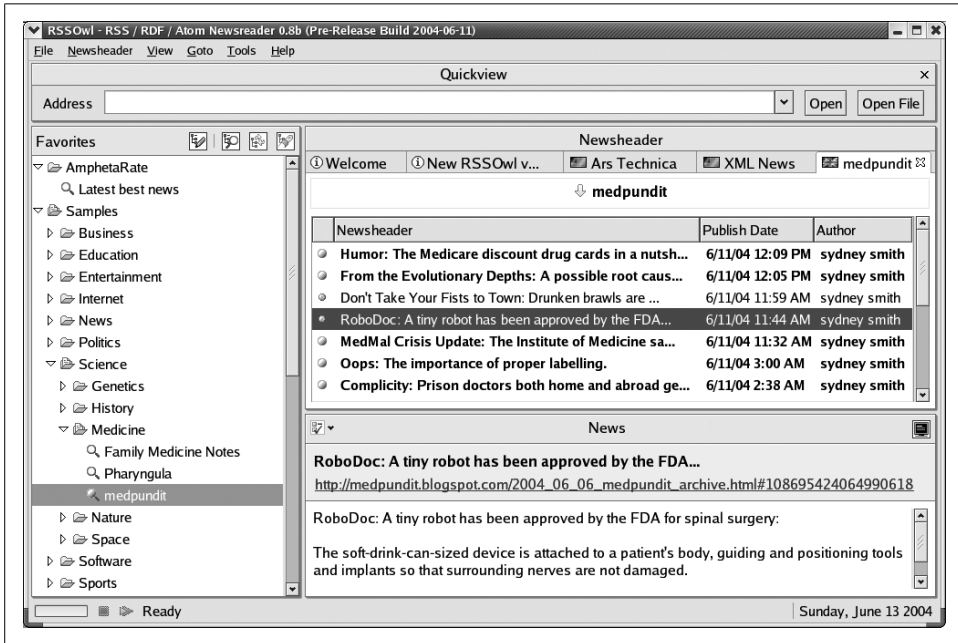 RSSOwl - RSS / RDF / Atom Newsreader 0.8b (Pre-Release Build 2004-06-11)
File Newsheader View Goto Tools Help
Quickview
Address Open Open File
Favorites
AmphetaRate
Latest best news
Samples
Business
Education
Entertainment
Internet
News
Politics
Science
Genetics
History
Medicine
Family Medicine Notes
Pharyngula
medpundit
Nature
Space
Software
Sports
Newsheader
Welcome New RSSOwl v... Ars Technica XML News medpundit
medpundit
Newsheader Publish Date Author
Humor: The Medicare discount drug cards in a nutsh... 6/11/04 12:09 PM sydney smith
From the Evolutionary Depths: A possible root caus... 6/11/04 12:05 PM sydney smith
Don't Take Your Fists to Town: Drunken brawls are ... 6/11/04 11:59 AM sydney smith
RoboDoc: A tiny robot has been approved by the FDA... 6/11/04 11:44 AM sydney smith
MedMal Crisis Update: The Institute of Medicine sa... 6/11/04 11:32 AM sydney smith
Oops: The importance of proper labelling. 6/11/04 3:00 AM sydney smith
Complicity: Prison doctors both home and abroad ge... 6/11/04 2:38 AM sydney smith
News
RoboDoc: A tiny robot has been approved by the FDA...
http://medpundit.blogspot.com/2004_06_06_medpundit_archive.html#108695424064990618
RoboDoc: A tiny robot has been approved by the FDA for spinal surgery:
The soft-drink-can-sized device is attached to a patient's body, guiding and positioning tools
and implants so that surrounding nerves are not damaged.
Ready
Sunday, June 13 2004